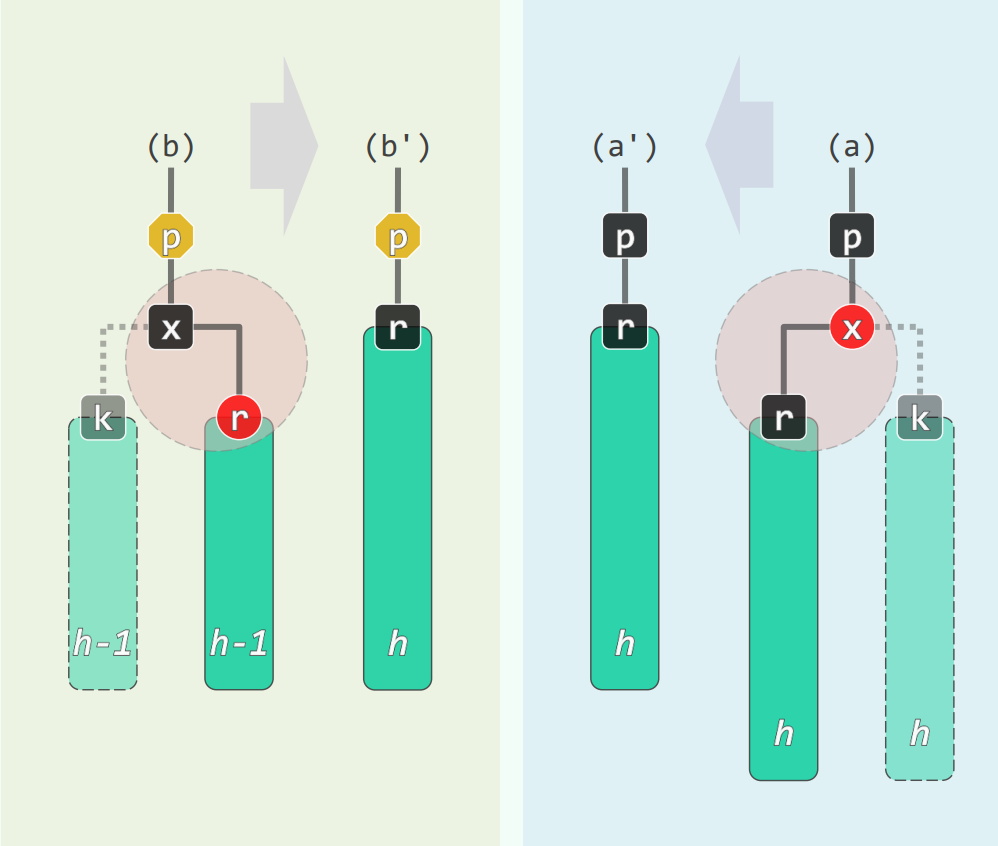 (b) (b') (a') (a)
p p p p
x r r x
k r r k
h-1 h-1 h h
h h